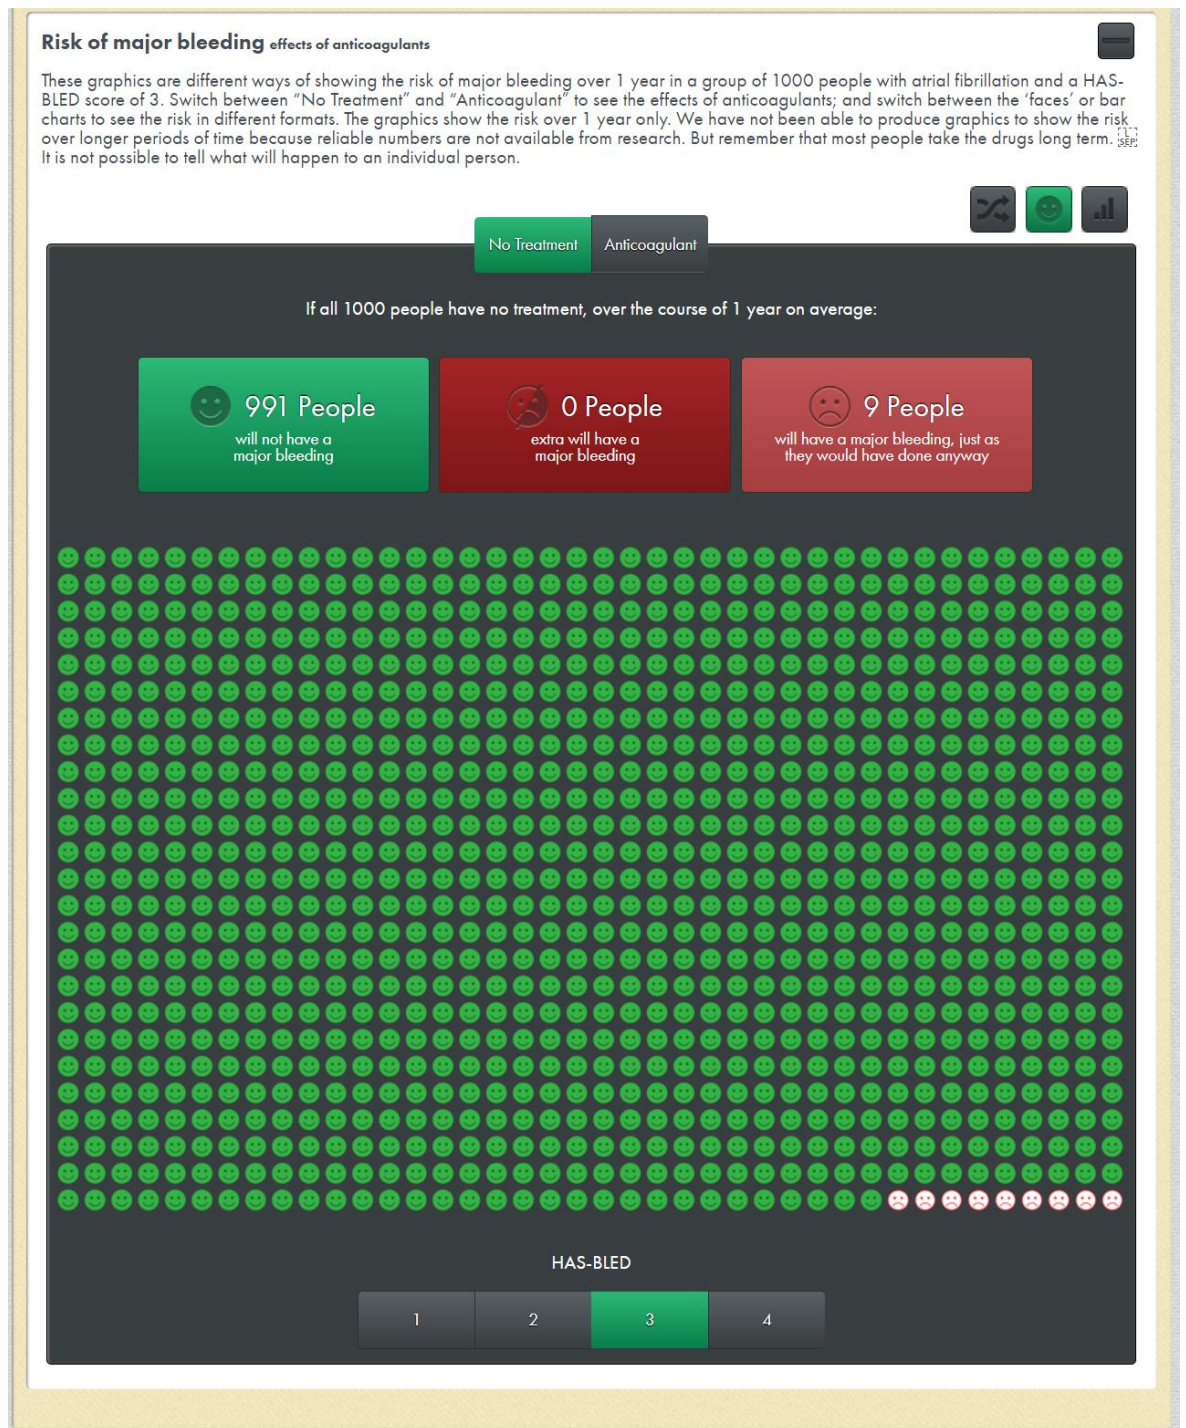 Risk of major bleeding effects of anticoagulants
These graphics are different ways of showing the risk of major bleeding over 1 year in a group of 1000 people with atrial fibrillation and a HAS-
BLED score of 3. Switch between “No Treatment” and “Anticoagulant” to see the effects of anticoagulants; and switch between the ‘faces’ or bar
charts to see the risk in different formats. The graphics show the risk over 1 year only. We have not been able to produce graphics to show the risk
over longer periods of time because reliable numbers are not available from research. But remember that most people take the drugs long term. L SEP
It is not possible to tell what will happen to an individual person.
No Treatment Anticoagulant
If all 1000 people have no treatment, over the course of 1 year on average:
991 People
will not have a
major bleeding
0 People
extra will have a
major bleeding
9 People
will have a major bleeding, just as
they would have done anyway
HAS-BLED
1 2 3 4